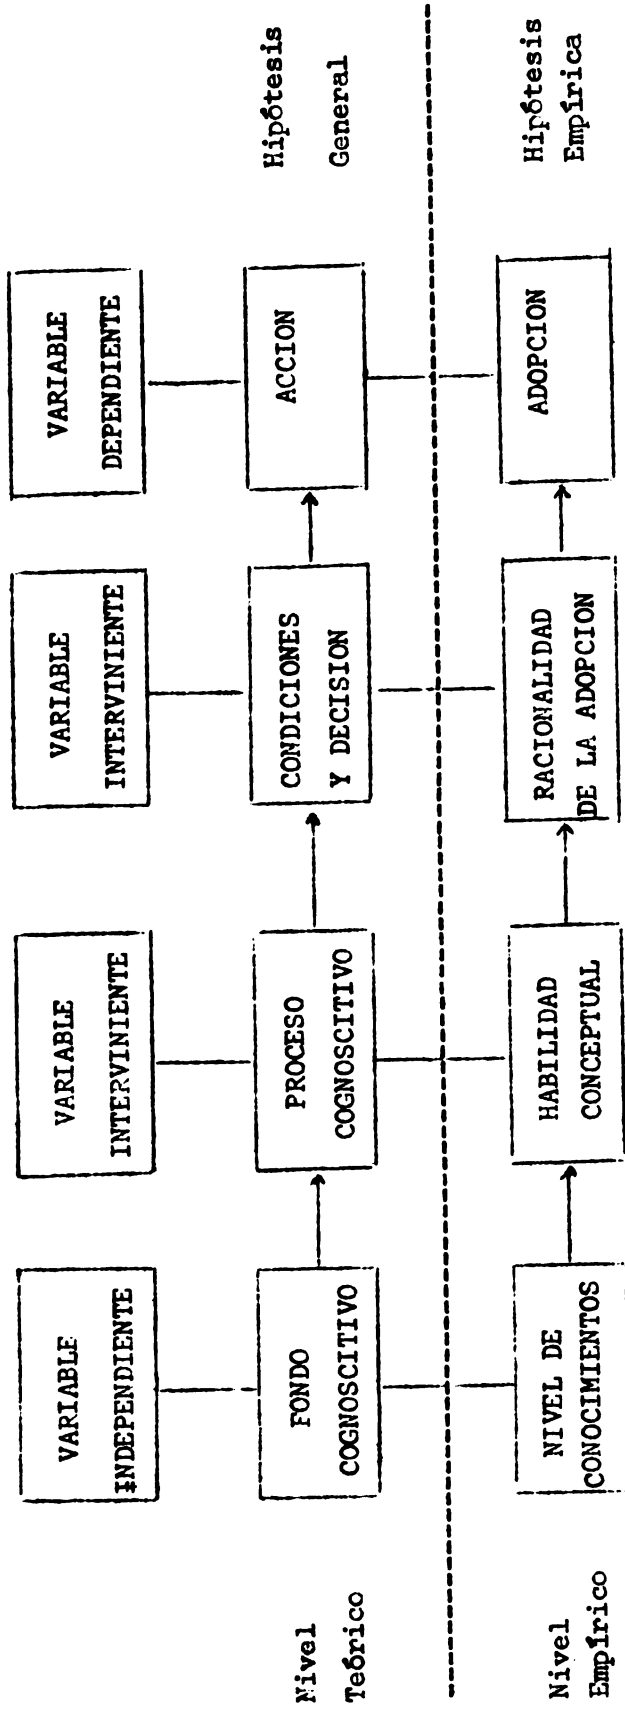 VARIABLE
INDEPENDIENTE
VARIABLE
INTERVINIENTE
VARIABLE
INTERVINIENTE
VARIABLE
DEPENDIENTE
Nivel
Teórico
FONDO
COGNOSCITIVO
PROCESO
COGNOSCITIVO
CONDICIONES
Y DECISION
ACCION
Hipótesis
General
Nivel
Empírico
NIVEL DE
CONOCIMIENTOS
HABILIDAD
CONCEPTUAL
RACIONALIDAD
DE LA ADOPCION
ADOPCION
Hipótesis
Empírica